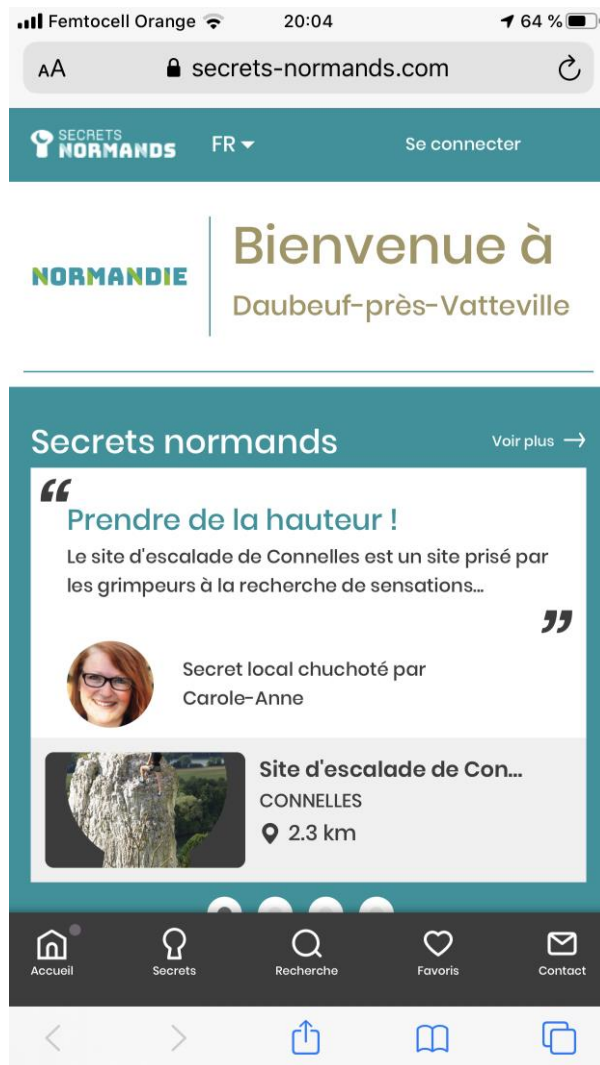 Femtocell Orange 20:04 64 %
AA secrets-normands.com
SECRETS
NORMANDS FR Se connecter
NORMANDIE
Bienvenue à
Daubeuf-près-Vatteville
Secrets normands Voir plus →
“
Prendre de la hauteur !
Le site d'escalade de Connelles est un site prisé par
les grimpeurs à la recherche de sensations...
”
Secret local chuchoté par
Carole-Anne
Site d'escalade de Con...
CONNELLES
2.3 km
Accueil Secrets Recherche Favoris Contact